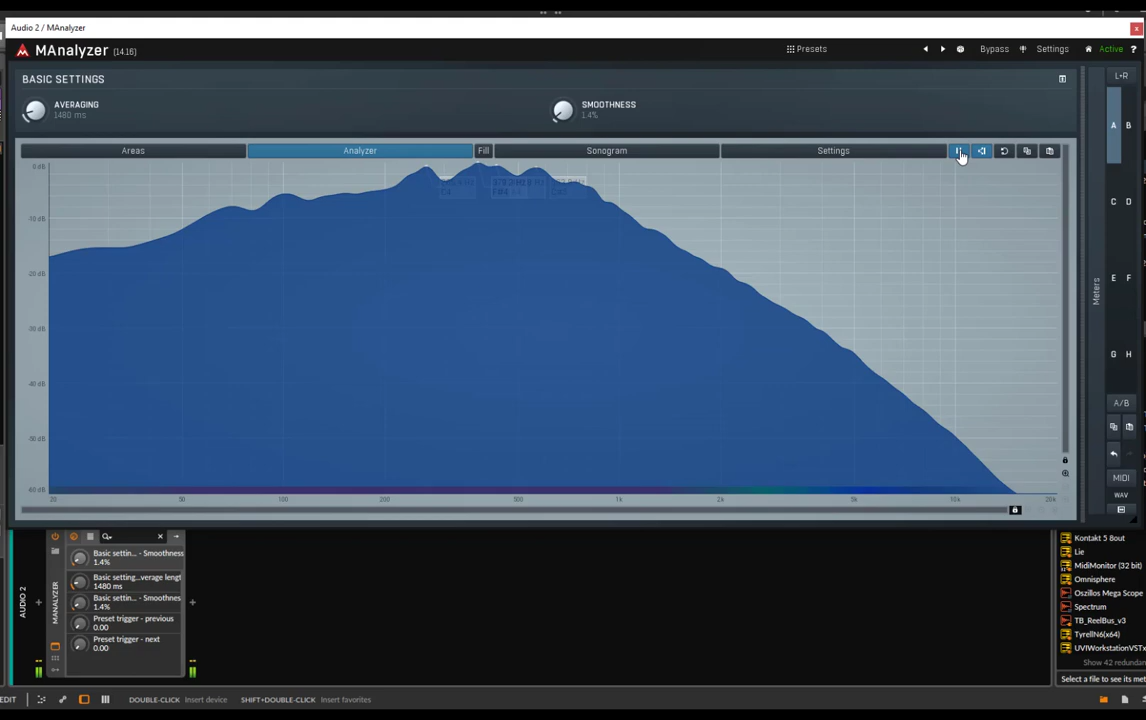 Audio 2 / MAnalyzer
MAnalyzer (14.16)
Presets
Bypass
Settings
Active ?
BASIC SETTINGS
L+R
AVERAGING
1480 ms
SMOOTHNESS
1.4%
A B
Areas
Analyzer
Fill
Sonogram
Settings
0 dB
-10 dB
-20 dB
-30 dB
-40 dB
-50 dB
-60 dB
20 50 100 200 500 1k 2k 5k 10k 20k
C D
E F
Meters
G H
A/B
MIDI
WAV
AUDIO 2
MANALYZER
Basic settin... - Smoothness
1.4%
Basic setting...verage lengt
1480 ms
Basic settin... - Smoothnes
1.4%
Preset trigger - previous
0.00
Preset trigger - next
0.00
Kontakt 5 8out
Lie
MidiMonitor (32 bit)
Omnisphere
Oszillos Mega Scope
Spectrum
TB_ReelBus_v3
TyrellN6(x64)
UVIWorkstationVSTx
Show 42 redundan
Select a file to see its met
EDIT
DOUBLE-CLICK Insert device
SHIFT+DOUBLE-CLICK Insert favorites